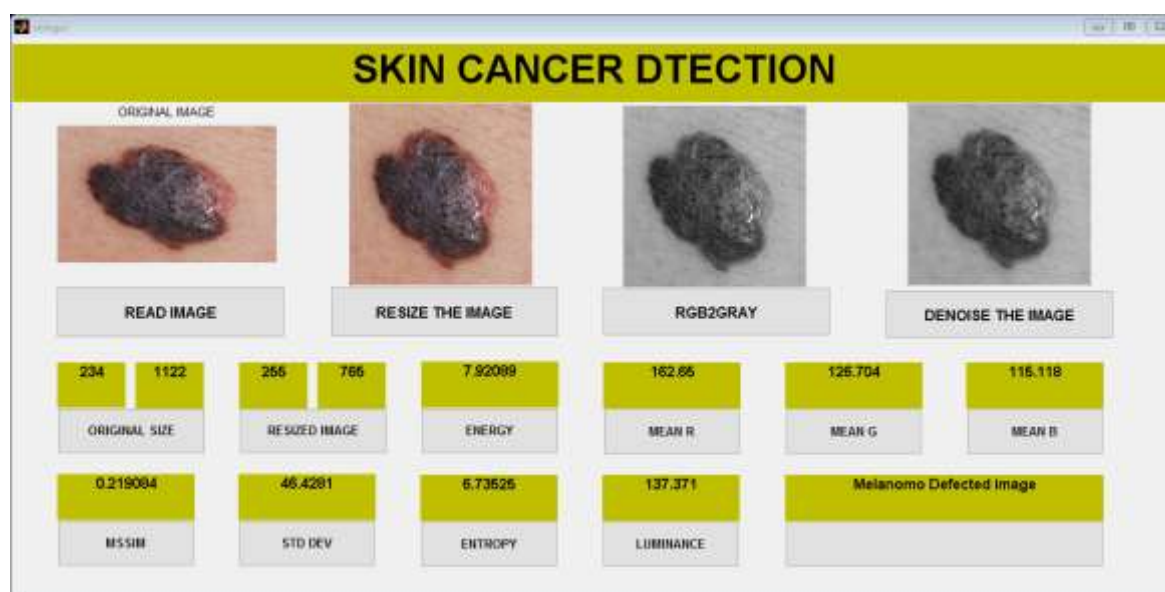 SKIN CANCER DTECTION
ORIGINAL IMAGE
READ IMAGE
RESIZE THE IMAGE
RGB2GRAY
DENOISE THE IMAGE
234 1122 255 765 7.92089 162.65 126.704 115.118
ORIGINAL SIZE RESIZED IMAGE ENERGY MEAN R MEAN G MEAN B
0.219084 46.4281 6.73525 137.371 Melanomo Defected Image
MSSIM STD DEV ENTROPY LUMINANCE